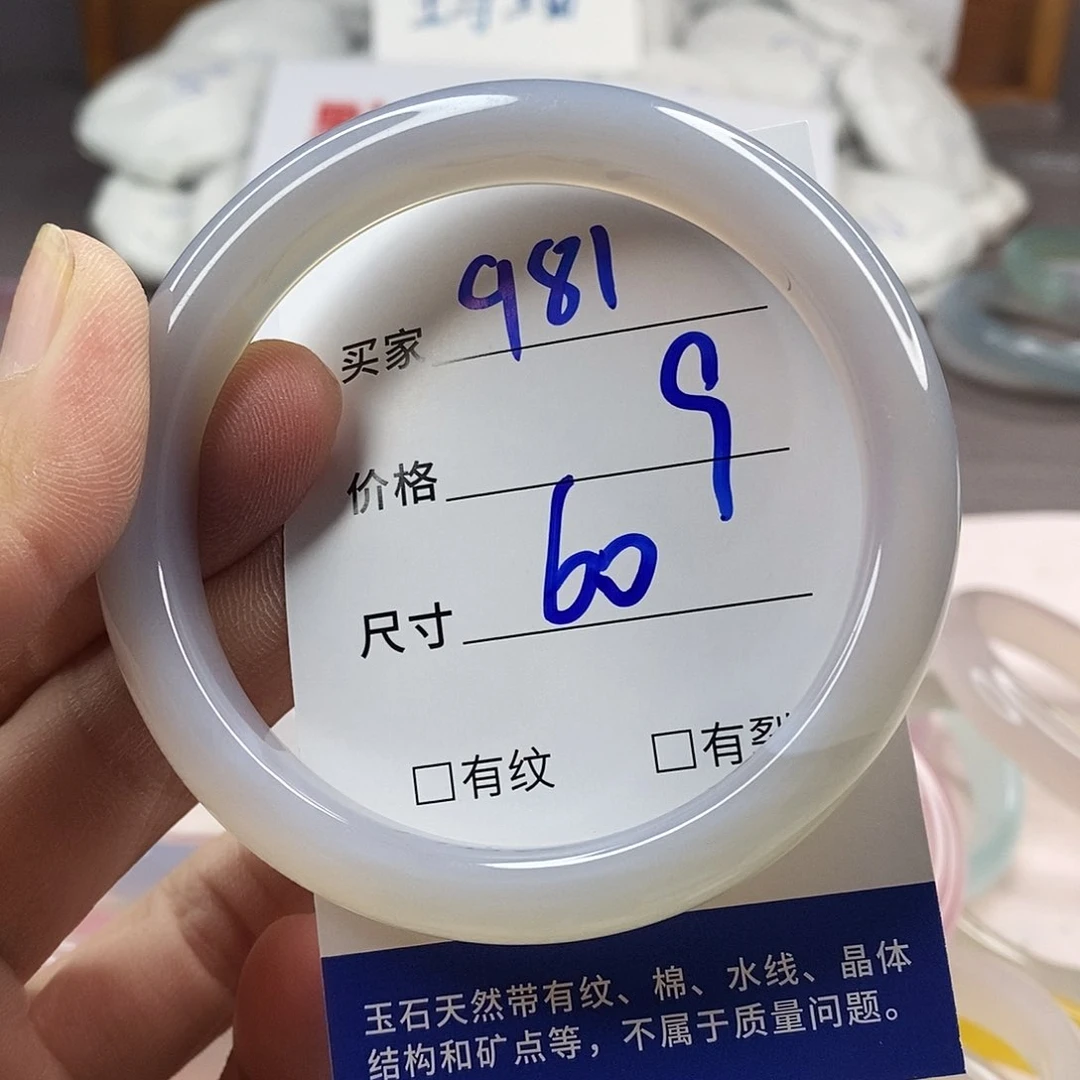 买家 981
价格 9
尺寸 60
□有纹 □有裂
玉石天然带有纹、棉、水线、晶体
结构和矿点等，不属于质量问题。